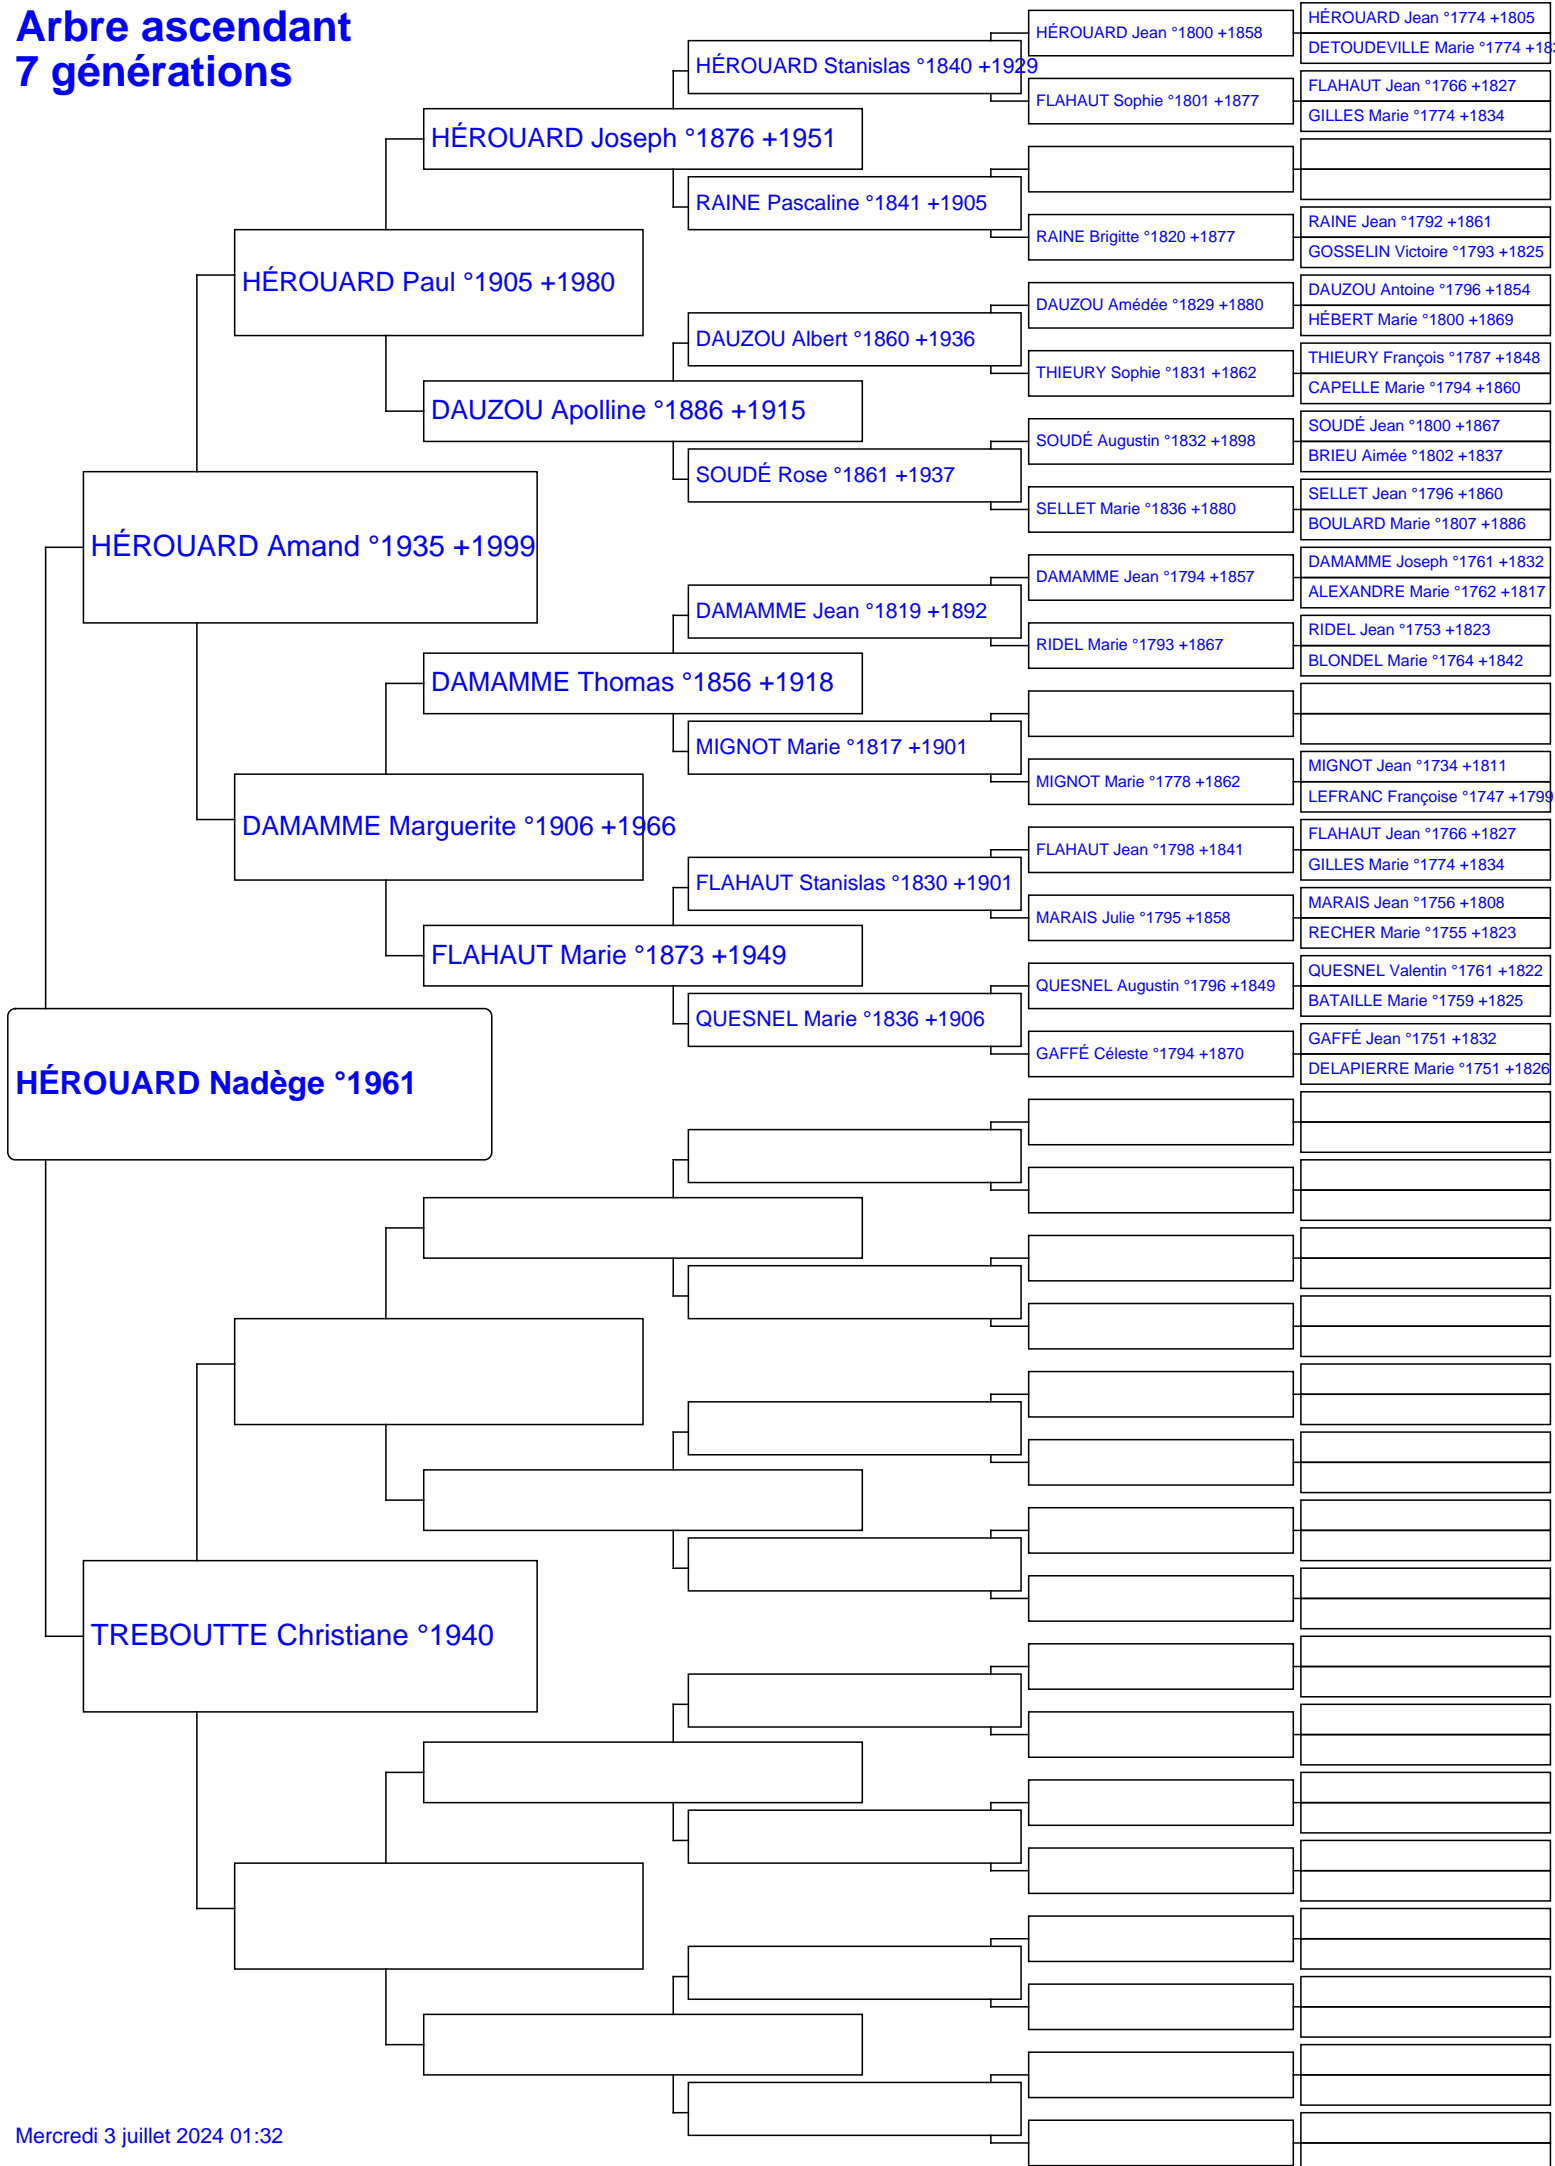 Arbre ascendant
7 générations
HÉROUARD Nadège °1961
HÉROUARD Amand °1935 +1999
TREBOUTTE Christiane °1940
HÉROUARD Paul °1905 +1980
DAMAMME Marguerite °1906 +1966
HÉROUARD Joseph °1876 +1951
DAUZOU Apolline °1886 +1915
DAMAMME Thomas °1856 +1918
FLAHAUT Marie °1873 +1949
HÉROUARD Stanislas °1840 +1929
RAINE Pascaline °1841 +1905
DAUZOU Albert °1860 +1936
SOUDÉ Rose °1861 +1937
DAMAMME Jean °1819 +1892
MIGNOT Marie °1817 +1901
FLAHAUT Stanislas °1830 +1901
QUESNEL Marie °1836 +1906
HÉROUARD Jean °1800 +1858
FLAHAUT Sophie °1801 +1877
RAINE Brigitte °1820 +1877
DAUZOU Amédée °1829 +1880
THIEURY Sophie °1831 +1862
SOUDÉ Augustin °1832 +1898
SELLET Marie °1836 +1880
DAMAMME Jean °1794 +1857
RIDEL Marie °1793 +1867
MIGNOT Marie °1778 +1862
FLAHAUT Jean °1798 +1841
MARAIS Julie °1795 +1858
QUESNEL Augustin °1796 +1849
GAFFÉ Céleste °1794 +1870
HÉROUARD Jean °1774 +1805
DETOUDEVILLE Marie °1774
FLAHAUT Jean °1766 +1827
GILLES Marie °1774 +1834
RAINE Jean °1792 +1861
GOSSELIN Victoire °1793 +1825
DAUZOU Antoine °1796 +1854
HÉBERT Marie °1800 +1869
THIEURY François °1787 +1848
CAPELLE Marie °1794 +1860
SOUDÉ Jean °1800 +1867
BRIEU Aimée °1802 +1837
SELLET Jean °1796 +1860
BOULARD Marie °1807 +1886
DAMAMME Joseph °1761 +1832
ALEXANDRE Marie °1762 +1817
RIDEL Jean °1753 +1823
BLONDEL Marie °1764 +1842
MIGNOT Jean °1734 +1811
LEFRANC Françoise °1747 +1799
FLAHAUT Jean °1766 +1827
GILLES Marie °1774 +1834
MARAIS Jean °1756 +1808
RECHER Marie °1755 +1823
QUESNEL Valentin °1761 +1822
BATAILLE Marie °1759 +1825
GAFFÉ Jean °1751 +1832
DELAPIERRE Marie °1751 +1826
Mercredi 3 juillet 2024 01:32